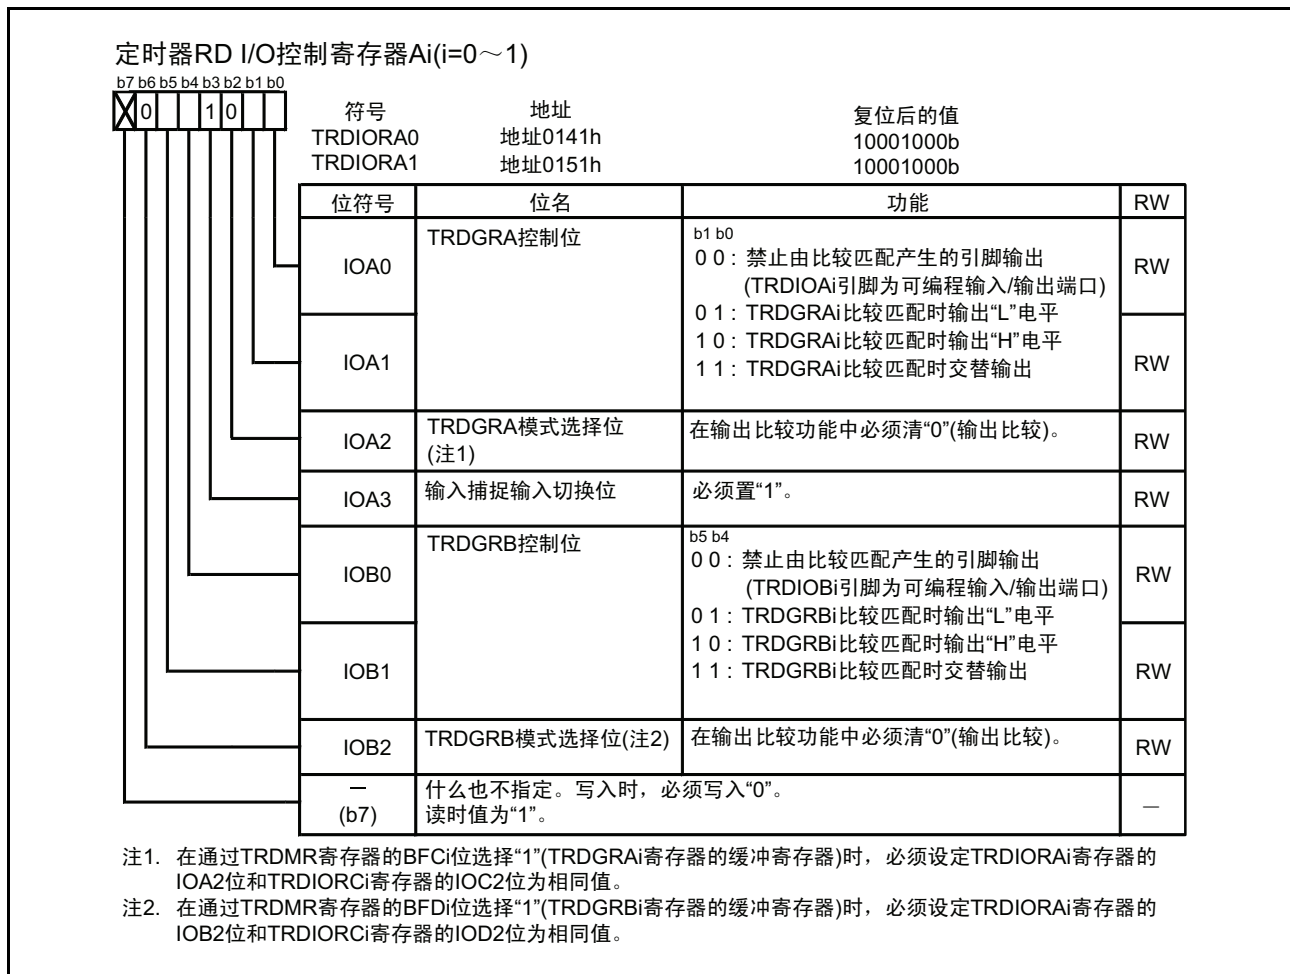 定时器RD I/O控制寄存器Ai(i=0～1)
b7 b6 b5 b4 b3 b2 b1 b0
0 1 0
符号 地址 复位后的值
TRDIORA0 地址0141h 10001000b
TRDIORA1 地址0151h 10001000b
位符号 位名 功能 RW
IOA0 TRDGRA控制位 b1 b0
0 0 : 禁止由比较匹配产生的引脚输出
(TRDIOAi引脚为可编程输入/输出端口) RW
0 1 : TRDGRAi比较匹配时输出“L”电平
1 0 : TRDGRAi比较匹配时输出“H”电平
IOA1 1 1 : TRDGRAi比较匹配时交替输出 RW
IOA2 TRDGRA模式选择位 在输出比较功能中必须清“0”(输出比较)。 RW
(注1)
IOA3 输入捕捉输入切换位 必须置“1”。 RW
IOB0 TRDGRB控制位 b5 b4
0 0 : 禁止由比较匹配产生的引脚输出
(TRDIOBi引脚为可编程输入/输出端口) RW
0 1 : TRDGRBi比较匹配时输出“L”电平
1 0 : TRDGRBi比较匹配时输出“H”电平
IOB1 1 1 : TRDGRBi比较匹配时交替输出 RW
IOB2 TRDGRB模式选择位(注2) 在输出比较功能中必须清“0”(输出比较)。 RW
— 什么也不指定。写入时，必须写入“0”。 —
(b7) 读时值为“1”。
注1. 在通过TRDMR寄存器的BFCi位选择“1”(TRDGRAi寄存器的缓冲寄存器)时，必须设定TRDIORAi寄存器的
IOA2位和TRDIORCi寄存器的IOC2位为相同值。
注2. 在通过TRDMR寄存器的BFDi位选择“1”(TRDGRBi寄存器的缓冲寄存器)时，必须设定TRDIORAi寄存器的
IOB2位和TRDIORCi寄存器的IOD2位为相同值。